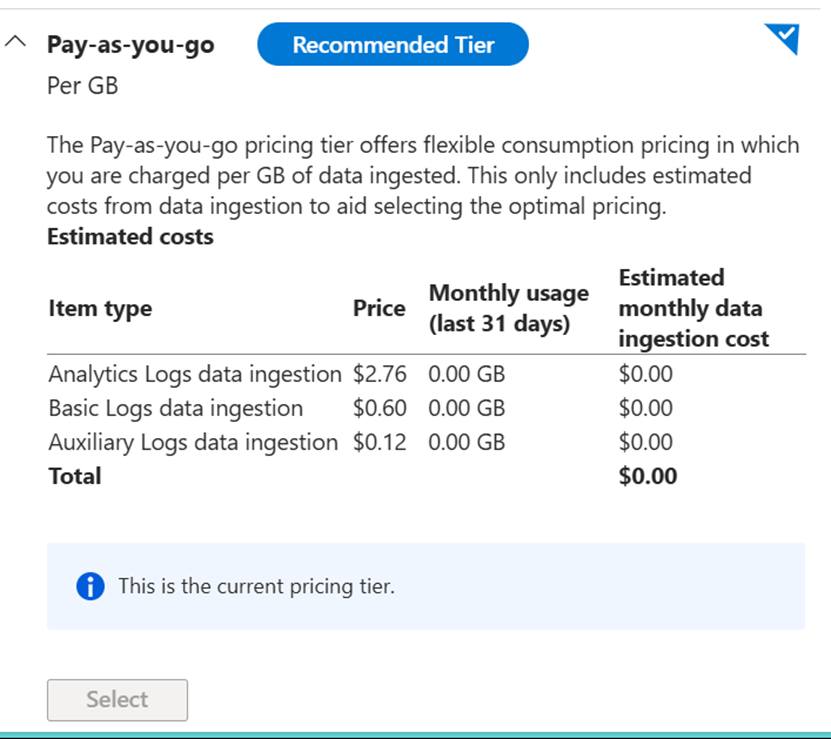 Pay-as-you-go Recommended Tier
Per GB
The Pay-as-you-go pricing tier offers flexible consumption pricing in which
you are charged per GB of data ingested. This only includes estimated
costs from data ingestion to aid selecting the optimal pricing.
Estimated costs
Item type Price Monthly usage (last 31 days) Estimated monthly data ingestion cost
Analytics Logs data ingestion $2.76 0.00 GB $0.00
Basic Logs data ingestion $0.60 0.00 GB $0.00
Auxiliary Logs data ingestion $0.12 0.00 GB $0.00
Total $0.00
This is the current pricing tier.
Select